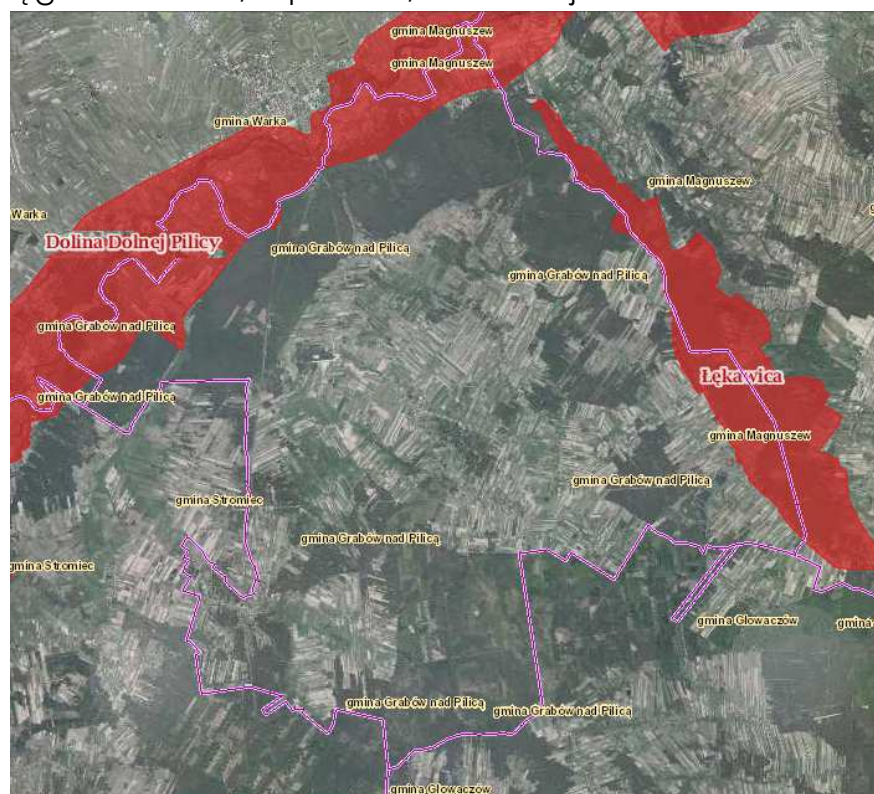 gmina Magnuszew
gmina Magnuszew
gmina Warka
gmina Magnuszew
Warka
Dolina Dolnej Pilicy
gmina Grabów nad Pilicą
gmina Grabów nad Pilicą
gmina Grabów nad Pilicą
Łękawica
gmina Grabów nad Pilicą
gmina Magnuszew
gmina Grabów nad Pilicą
gmina Stromiec
gmina Grabów nad Pilicą
gmina Stromiec
gmina Głowaczów
gmina
gmina Grabów nad Pilicą
gmina Grabów nad Pilicą
gmina Głowaczów